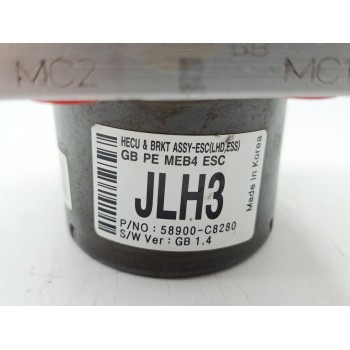 MC2
GB
MC1
HECU & BRKT ASSY-ESC(LHD,ESS)
GB PE MEB4 ESC
JLH3
P/NO : 58900-C8280
S/W Ver : GB 1.4
Made in Korea